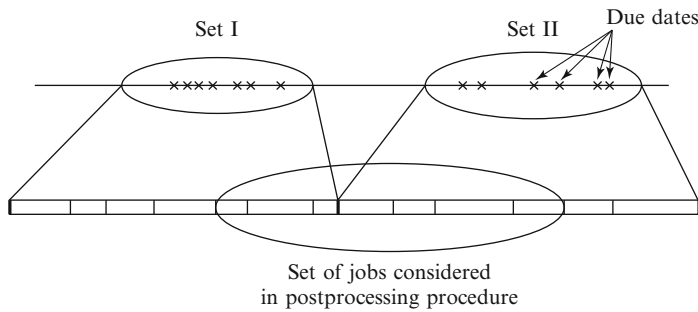 Set I
Set II
Due dates
Set of jobs considered
in postprocessing procedure